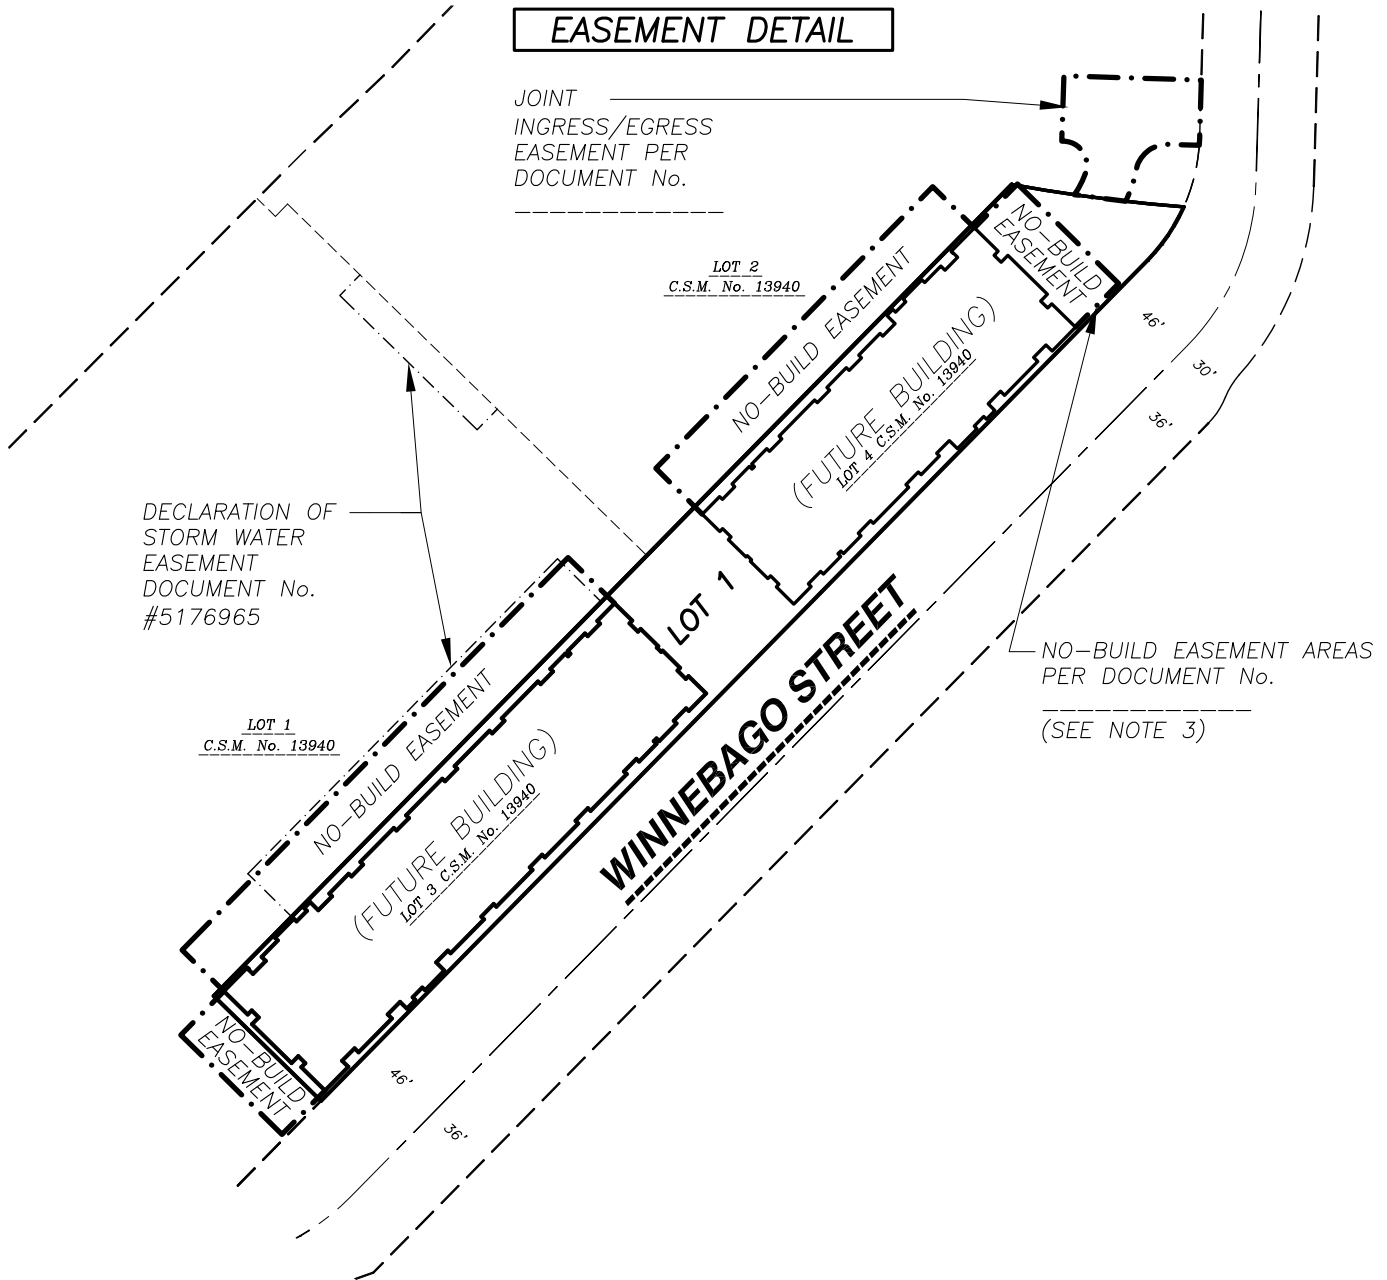 EASEMENT DETAIL
JOINT
INGRESS/EGRESS
EASEMENT PER
DOCUMENT No.
____________
LOT 2
C.S.M. No. 13940
NO-BUILD EASEMENT
NO-BUILD
EASEMENT
(FUTURE BUILDING)
LOT 4 C.S.M. No. 13940
46'
30'
36'
DECLARATION OF
STORM WATER
EASEMENT
DOCUMENT No.
#5176965
LOT 1
WINNEBAGO STREET
NO-BUILD EASEMENT AREAS
PER DOCUMENT No.
____________
(SEE NOTE 3)
LOT 1
C.S.M. No. 13940
NO-BUILD EASEMENT
(FUTURE BUILDING)
LOT 3 C.S.M. No. 13940
NO-BUILD
EASEMENT
46'
36'